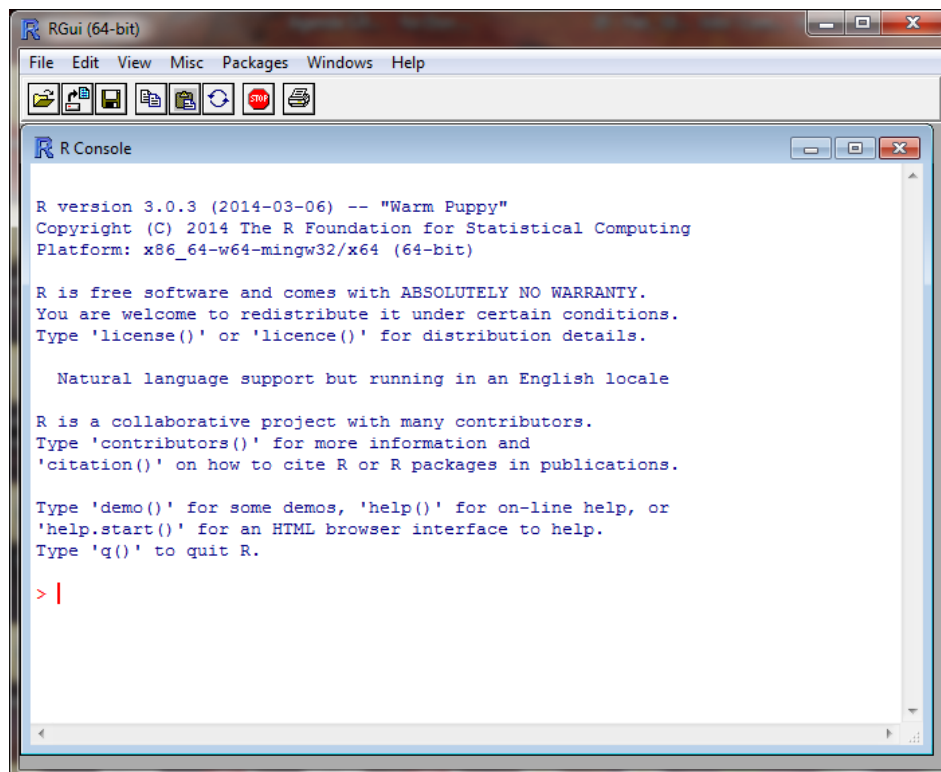 RGui (64-bit)
File Edit View Misc Packages Windows Help
STOP
R Console
R version 3.0.3 (2014-03-06) -- "Warm Puppy"
Copyright (C) 2014 The R Foundation for Statistical Computing
Platform: x86_64-w64-mingw32/x64 (64-bit)
R is free software and comes with ABSOLUTELY NO WARRANTY.
You are welcome to redistribute it under certain conditions.
Type 'license()' or 'licence()' for distribution details.
Natural language support but running in an English locale
R is a collaborative project with many contributors.
Type 'contributors()' for more information and
'citation()' on how to cite R or R packages in publications.
Type 'demo()' for some demos, 'help()' for on-line help, or
'help.start()' for an HTML browser interface to help.
Type 'q()' to quit R.
>